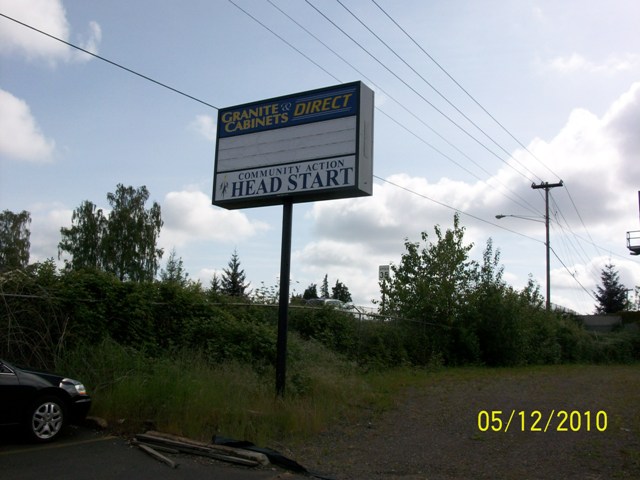 GRANITE & DIRECT
CABINETS
COMMUNITY ACTION
HEAD START
05/12/2010